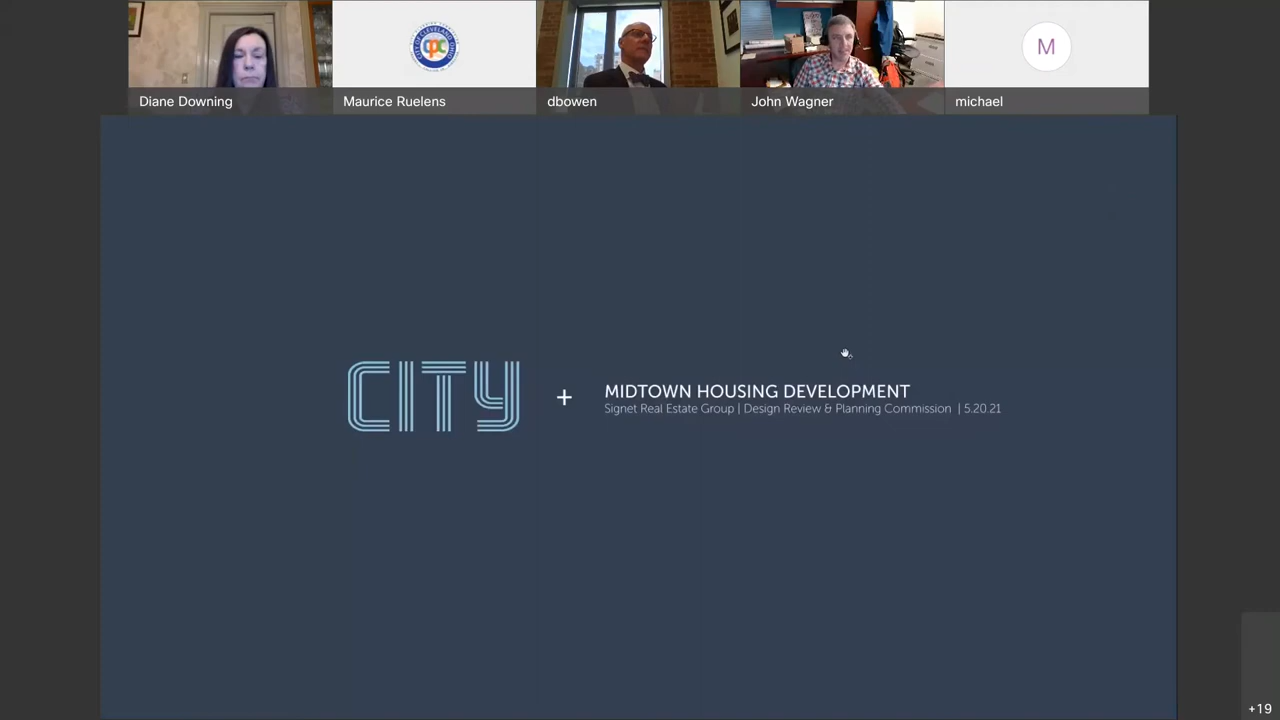 Diane Downing
cpc
Maurice Ruelens
dbowen
John Wagner
M
michael
CITY
+
MIDTOWN HOUSING DEVELOPMENT
Signet Real Estate Group | Design Review & Planning Commission | 5.20.21
+19